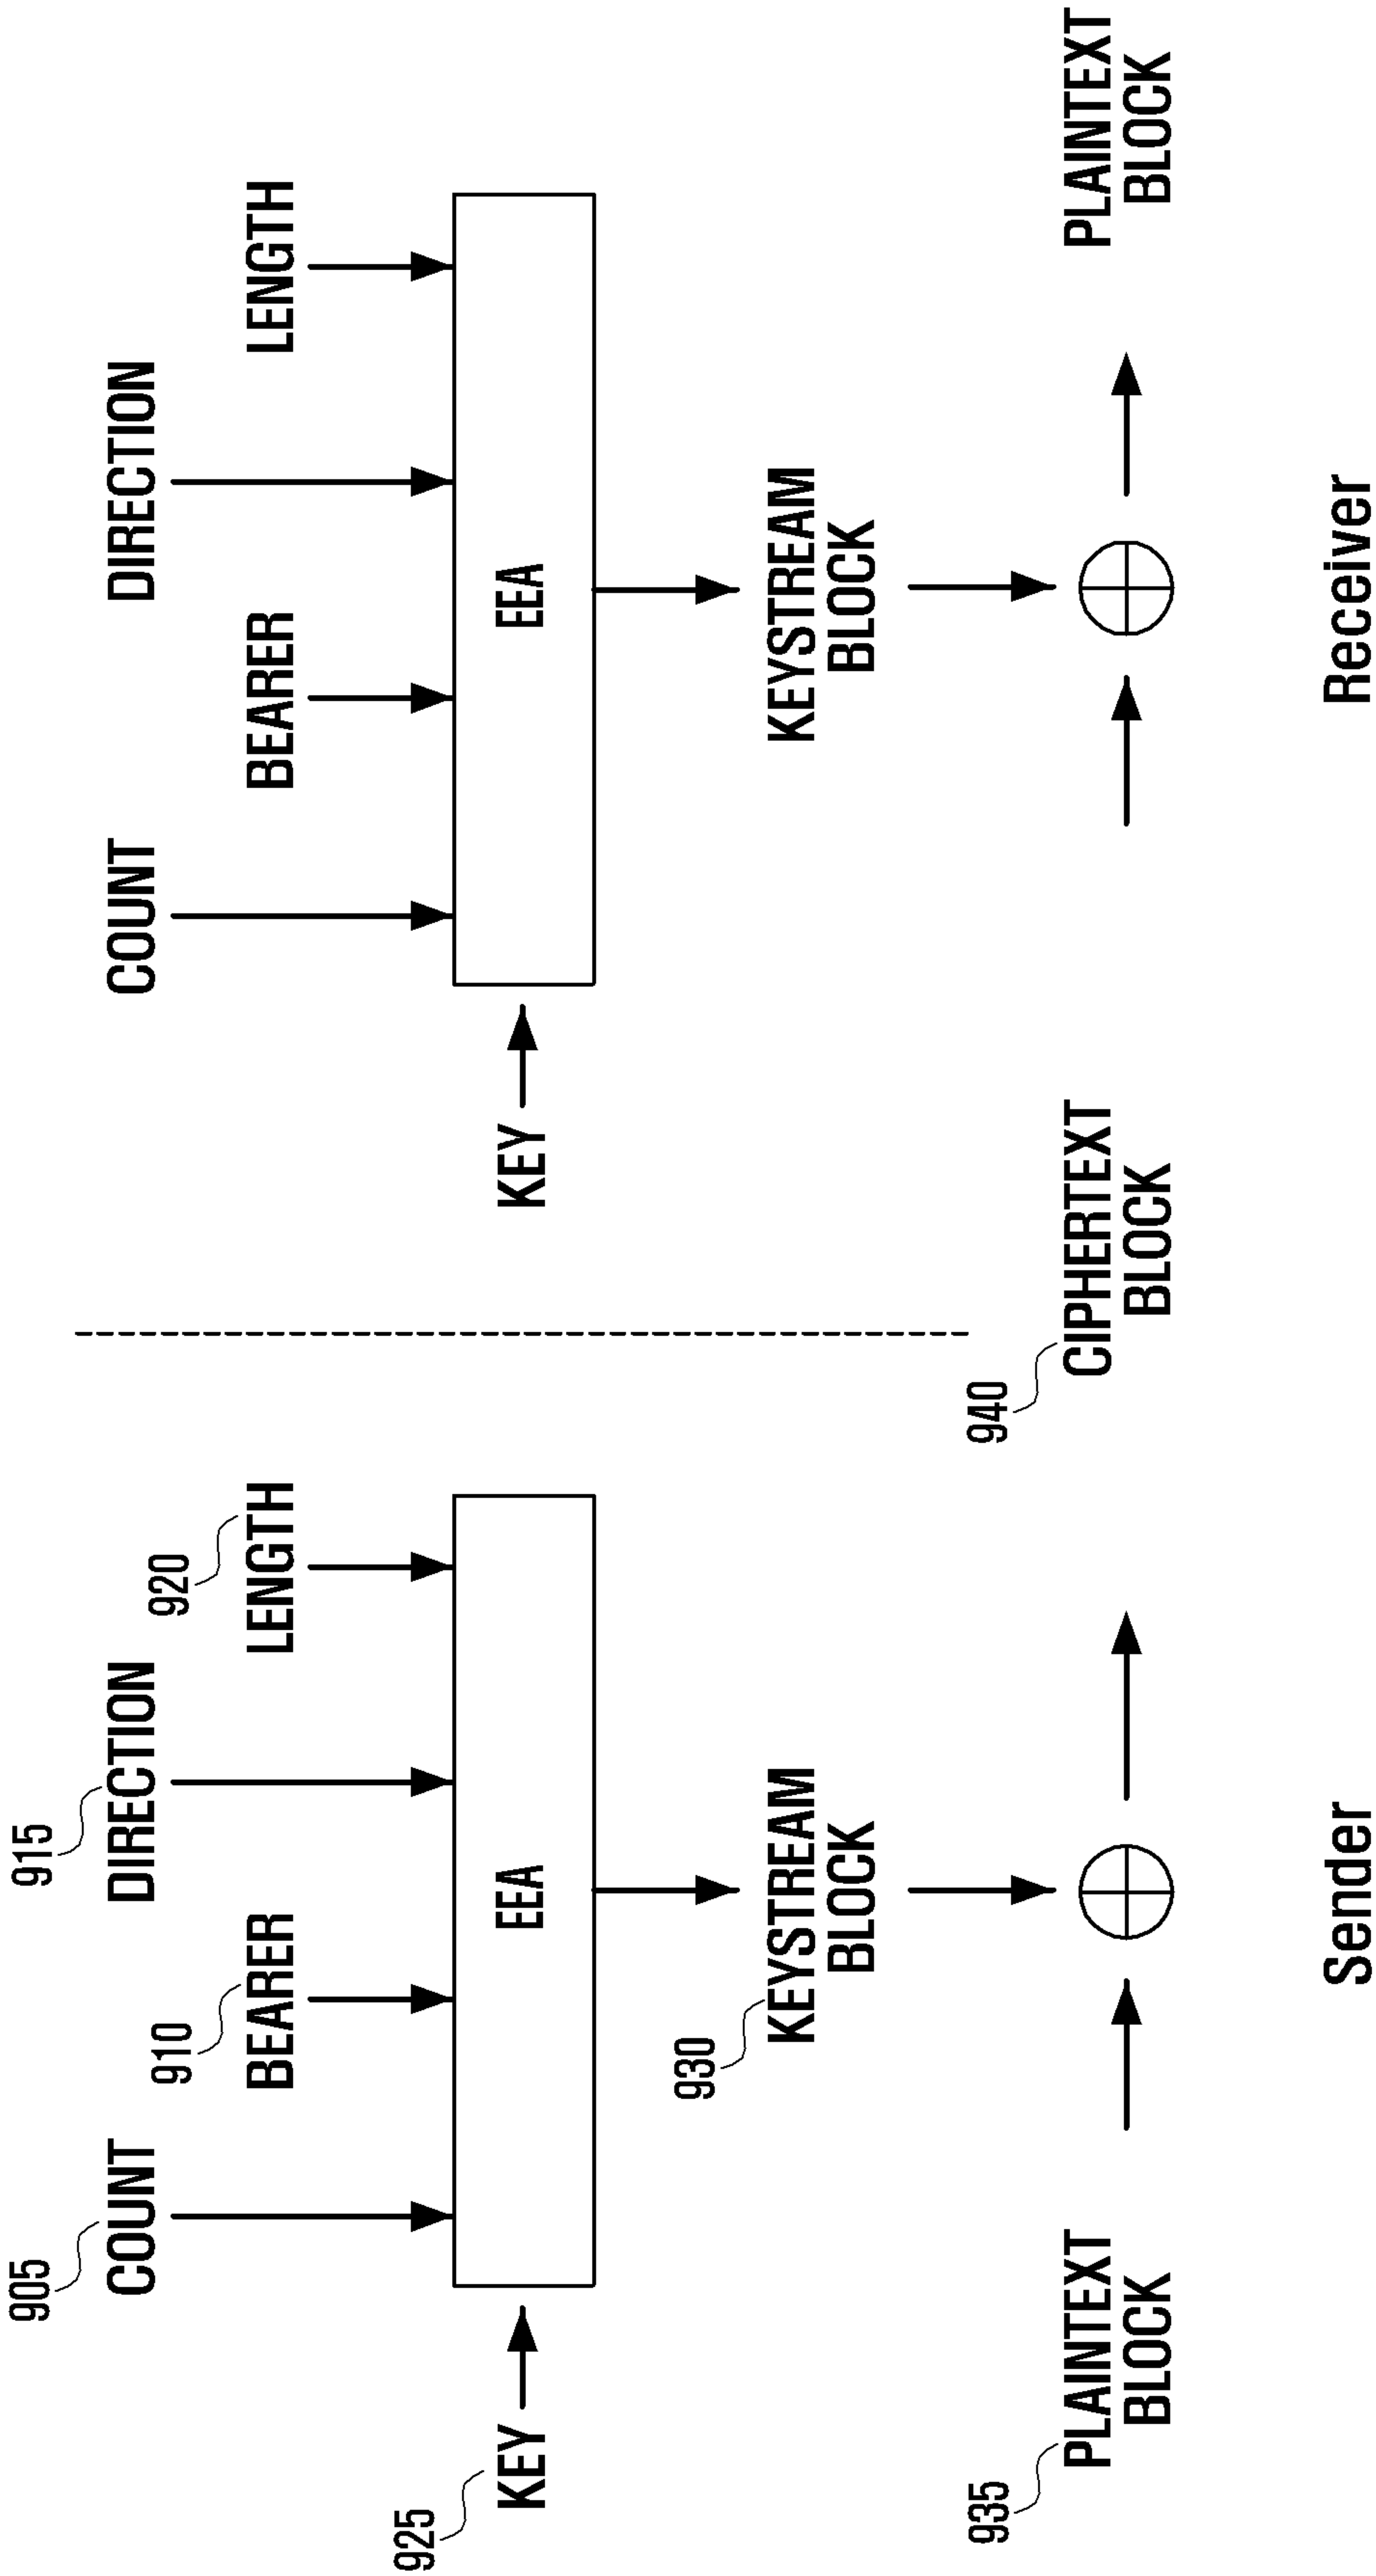 905
915
COUNT
DIRECTION
COUNT
DIRECTION
910
920
BEARER
LENGTH
BEARER
LENGTH
925
KEY
EEA
KEY
EEA
930
KEYSTREAM
BLOCK
KEYSTREAM
BLOCK
935
940
PLAINTEXT
BLOCK
CIPHERTEXT
BLOCK
PLAINTEXT
BLOCK
Sender
Receiver